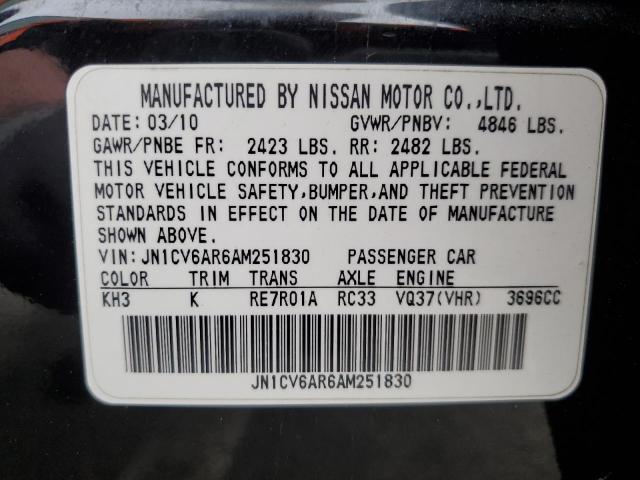 MANUFACTURED BY NISSAN MOTOR CO.,LTD.
DATE: 03/10 GVWR/PNBV: 4846 LBS.
GAWR/PNBE FR: 2423 LBS. RR: 2482 LBS.
THIS VEHICLE CONFORMS TO ALL APPLICABLE FEDERAL
MOTOR VEHICLE SAFETY,BUMPER,AND THEFT PREVENTION
STANDARDS IN EFFECT ON THE DATE OF MANUFACTURE
SHOWN ABOVE.
VIN:JN1CV6AR6AM251830 PASSENGER CAR
COLOR TRIM TRANS AXLE ENGINE
KH3 K RE7R01A RC33 VQ37(VHR) 3696CC
JN1CV6AR6AM251830